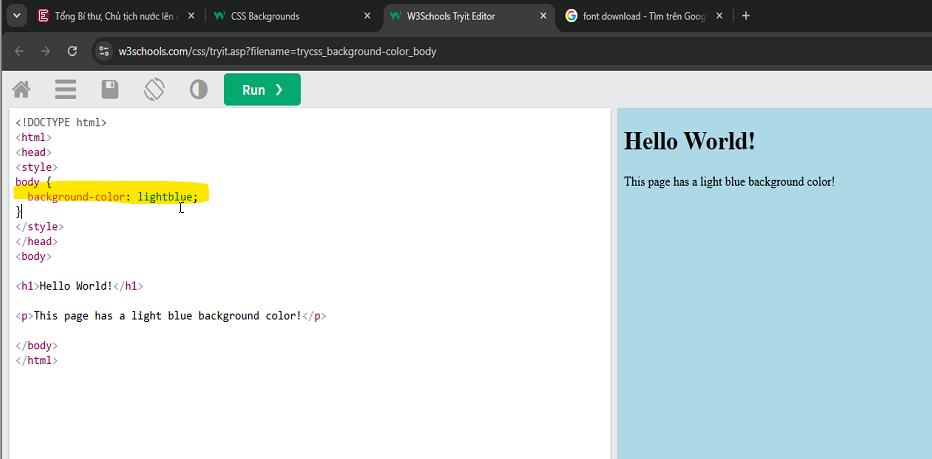 Tổng Bí thư, Chủ tịch nước lên
CSS Backgrounds
W3Schools Tryit Editor
font download - Tìm trên Goog
w3schools.com/css/tryit.asp?filename=trycss_background-color_body
Run ❯
<!DOCTYPE html>
<html>
<head>
<style>
body {
  background-color: lightblue;
}
</style>
</head>
<body>

<h1>Hello World!</h1>

<p>This page has a light blue background color!</p>

</body>
</html>
Hello World!
This page has a light blue background color!